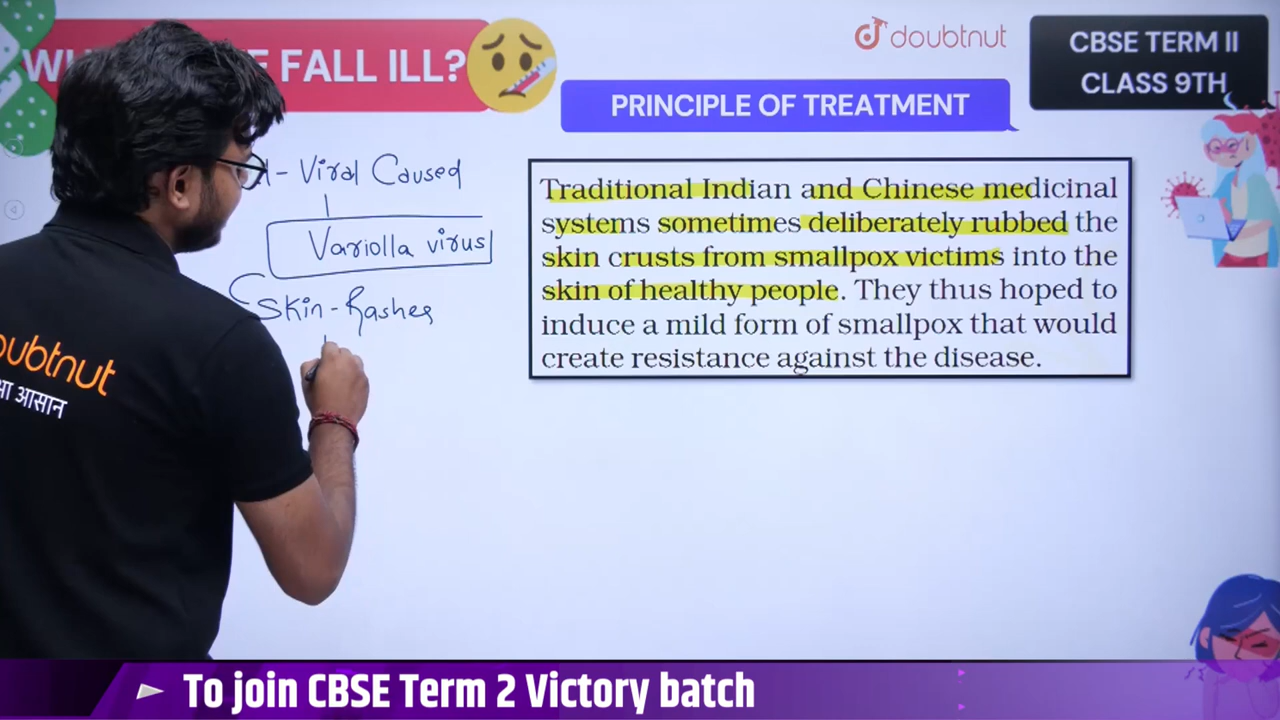 FALL ILL?
doubtnut
CBSE TERM II
CLASS 9TH
PRINCIPLE OF TREATMENT
- Viral Caused
Variolla virus
Skin - Rashes
Traditional Indian and Chinese medicinal
systems sometimes deliberately rubbed the
skin crusts from smallpox victims into the
skin of healthy people. They thus hoped to
induce a mild form of smallpox that would
create resistance against the disease.
oubtnut
आसान
To join CBSE Term 2 Victory batch